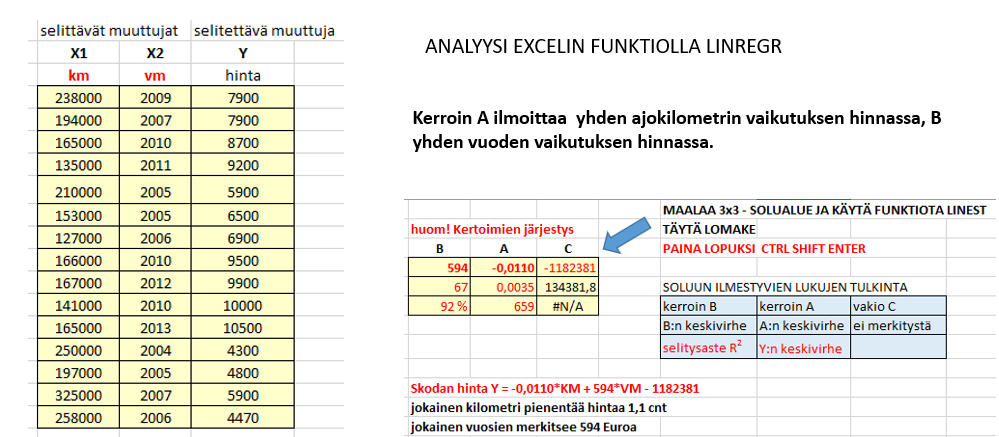 selittävät muuttujat selitettävä muuttuja
X1 X2 Y
km vm hinta
238000 2009 7900
194000 2007 7900
165000 2010 8700
135000 2011 9200
210000 2005 5900
153000 2005 6500
127000 2006 6900
166000 2010 9500
167000 2012 9900
141000 2010 10000
165000 2013 10500
250000 2004 4300
197000 2005 4800
325000 2007 5900
258000 2006 4470
ANALYYSI EXCELIN FUNKTIOLLA LINREGR
Kerroin A ilmoittaa yhden ajokilometrin vaikutuksen hinnassa, B
yhden vuoden vaikutuksen hinnassa.
huom! Kertoimien järjestys
B A C
594 -0,0110 -1182381
67 0,0035 134381,8
92 % 659 #N/A
MAALAA 3x3 - SOLUALUE JA KÄYTÄ FUNKTIOTA LINEST
TÄYTÄ LOMAKE
PAINA LOPUKSI CTRL SHIFT ENTER
SOLUUN ILMESTYVIEN LUKUJEN TULKINTA
kerroin B kerroin A vakio C
B:n keskivirhe A:n keskivirhe ei merkitystä
selitysaste R² Y:n keskivirhe
Skodan hinta Y = -0,0110*KM + 594*VM - 1182381
jokainen kilometri pienentää hintaa 1,1 cnt
jokainen vuosien merkitsee 594 Euroa